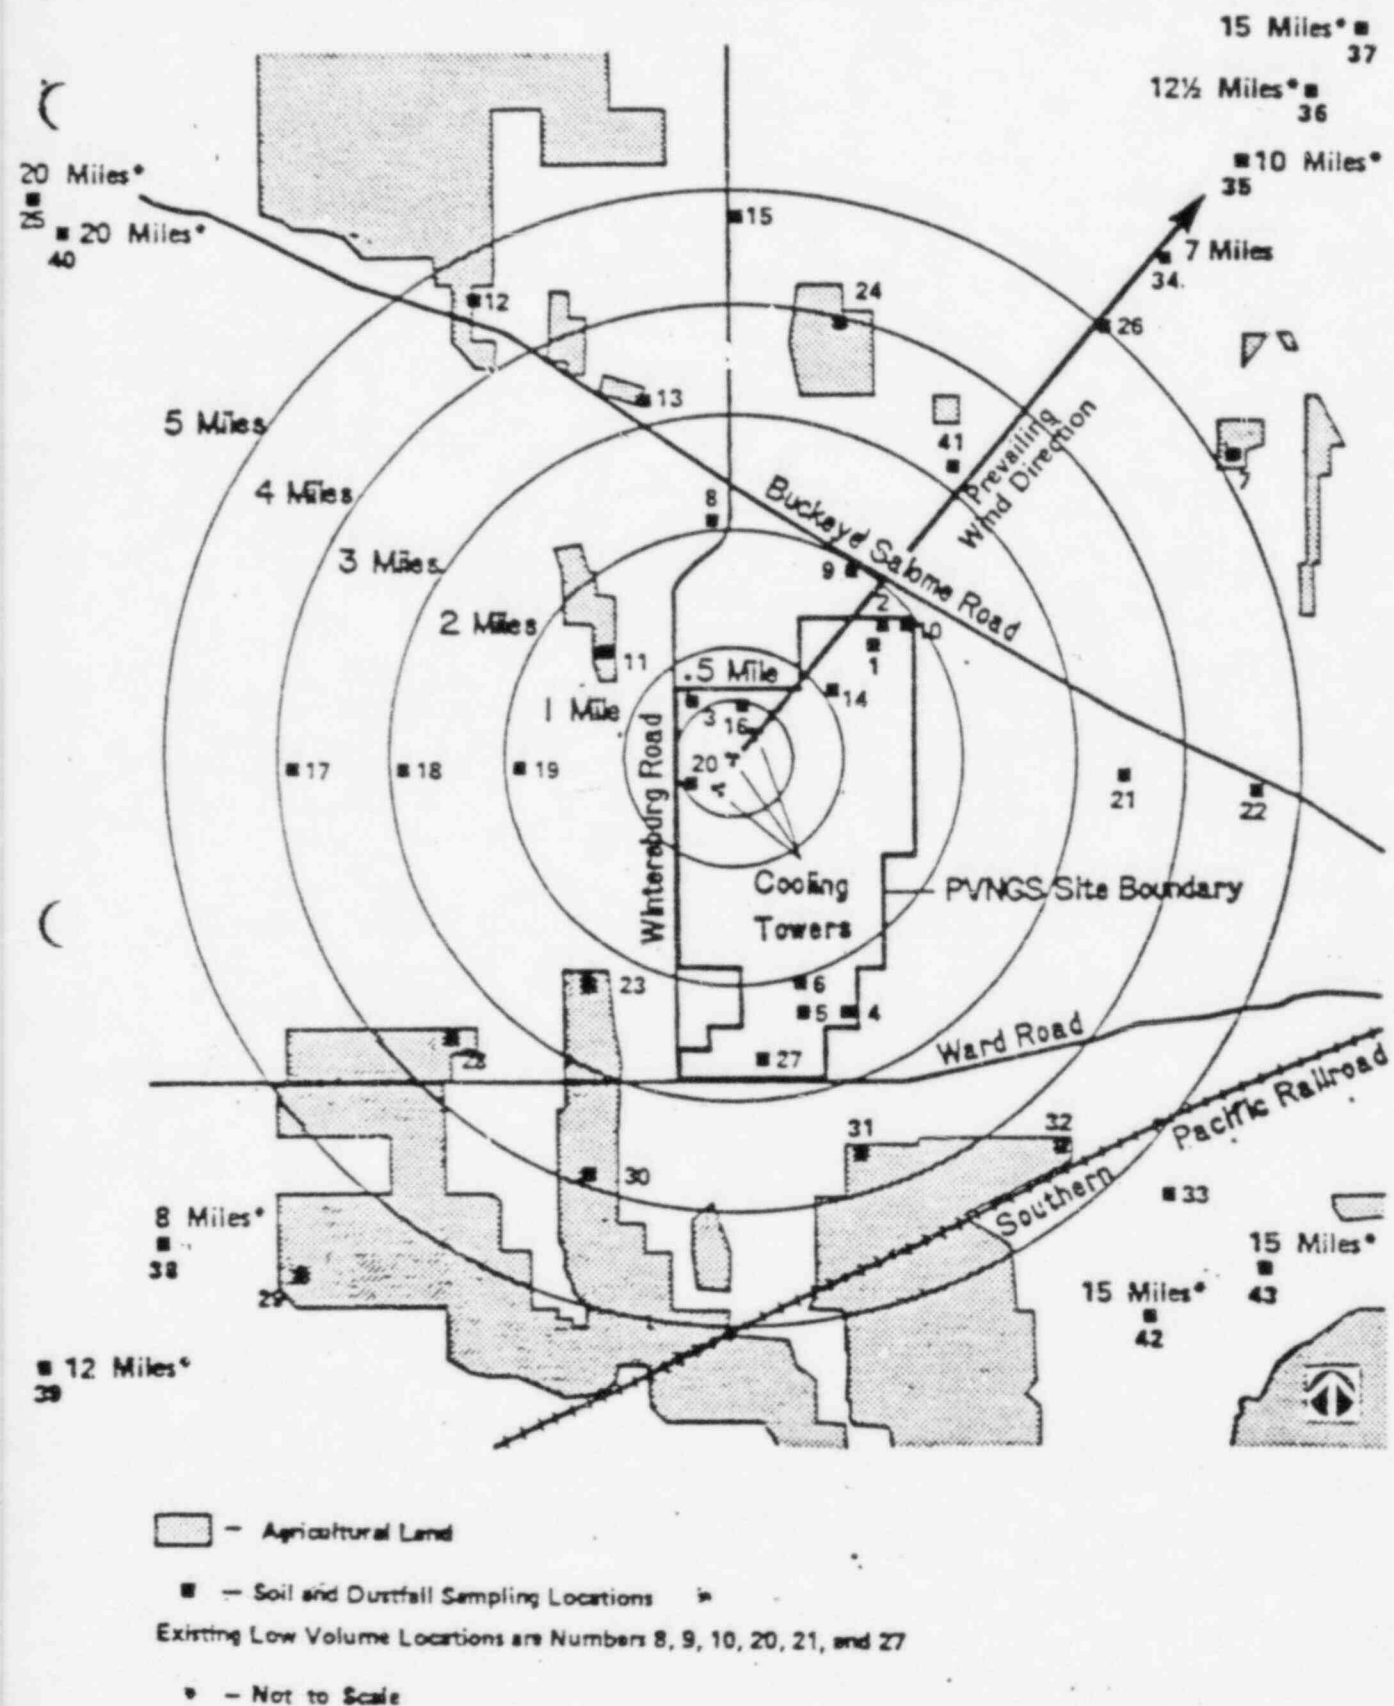 15 Miles*
37
12½ Miles*
36
10 Miles*
35
20 Miles*
25
20 Miles*
40
15
7 Miles
34
12
24
26
13
5 Miles
41
Prevailing
Wind Direction
7
4 Miles
8
Buckeye Salome Road
3 Miles
9
2
10
2 Miles
11
1
.5 Mile
14
1 Mile
3
16
Wintersburg Road
17
18
19
20
21
22
Cooling
Towers
PVNGS Site Boundary
23
6
5
4
28
27
Ward Road
Southern Pacific Railroad
31
32
30
33
8 Miles*
38
29
15 Miles*
43
15 Miles*
42
12 Miles*
39
– Agricultural Land
– Soil and Dustfall Sampling Locations
Existing Low Volume Locations are Numbers 8, 9, 10, 20, 21, and 27
* – Not to Scale